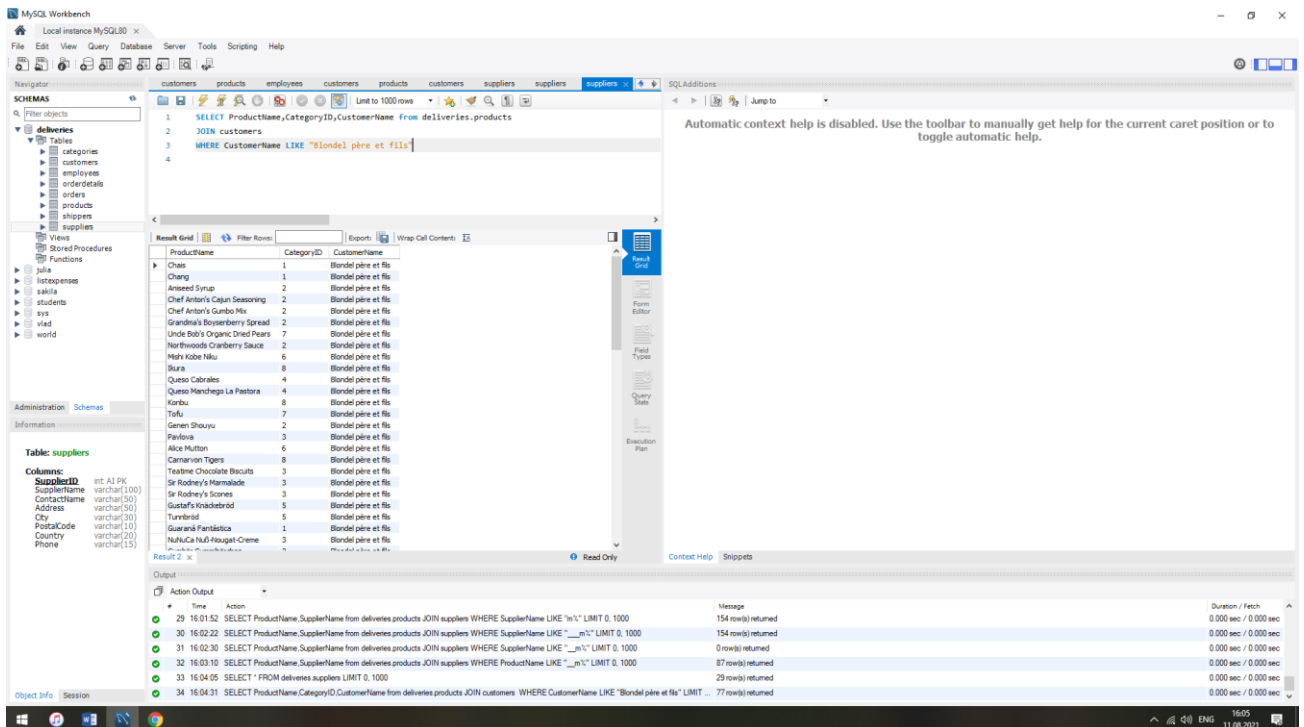 MySQL Workbench
Local instance MySQL80 ×
File Edit View Query Database Server Tools Scripting Help
Navigator
SCHEMAS
Filter objects
deliveries
Tables
categories
customers
employees
orderdetails
orders
products
shippers
suppliers
Views
Stored Procedures
Functions
julia
listexpenses
sakila
students
sys
vlad
world
Administration Schemas
Information
Table: suppliers
Columns:
SupplierID int AI PK
SupplierName varchar(100)
ContactName varchar(50)
Address varchar(50)
City varchar(30)
PostalCode varchar(10)
Country varchar(20)
Phone varchar(15)
Object Info Session
customers products employees customers products customers suppliers suppliers suppliers ×
Limit to 1000 rows
1 SELECT ProductName,CategoryID,CustomerName from deliveries.products
2 JOIN customers
3 WHERE CustomerName LIKE "Blondel père et fils"
4
Result Grid Filter Rows: Export: Wrap Cell Content:
ProductName CategoryID CustomerName
Chais 1 Blondel père et fils
Chang 1 Blondel père et fils
Aniseed Syrup 2 Blondel père et fils
Chef Anton's Cajun Seasoning 2 Blondel père et fils
Chef Anton's Gumbo Mix 2 Blondel père et fils
Grandma's Boysenberry Spread 2 Blondel père et fils
Uncle Bob's Organic Dried Pears 7 Blondel père et fils
Northwoods Cranberry Sauce 2 Blondel père et fils
Mishi Kobe Niku 6 Blondel père et fils
Ikura 8 Blondel père et fils
Queso Cabrales 4 Blondel père et fils
Queso Manchego La Pastora 4 Blondel père et fils
Konbu 8 Blondel père et fils
Tofu 7 Blondel père et fils
Genen Shouyu 2 Blondel père et fils
Pavlova 3 Blondel père et fils
Alice Mutton 6 Blondel père et fils
Carnarvon Tigers 8 Blondel père et fils
Teatime Chocolate Biscuits 3 Blondel père et fils
Sir Rodney's Marmalade 3 Blondel père et fils
Sir Rodney's Scones 3 Blondel père et fils
Gustaf's Knäckebröd 5 Blondel père et fils
Tunnbröd 5 Blondel père et fils
Guaraná Fantástica 1 Blondel père et fils
NuNuCa Nuß-Nougat-Creme 3 Blondel père et fils
Result 2 × Read Only
Result Grid
Form Editor
Field Types
Query Stats
Execution Plan
SQLAdditions
Jump to
Automatic context help is disabled. Use the toolbar to manually get help for the current caret position or to
toggle automatic help.
Context Help Snippets
Output
Action Output
# Time Action Message Duration / Fetch
29 16:01:52 SELECT ProductName,SupplierName from deliveries.products JOIN suppliers WHERE SupplierName LIKE "m%" LIMIT 0, 1000 154 row(s) returned 0.000 sec / 0.000 sec
30 16:02:22 SELECT ProductName,SupplierName from deliveries.products JOIN suppliers WHERE SupplierName LIKE "___m%" LIMIT 0, 1000 154 row(s) returned 0.000 sec / 0.000 sec
31 16:02:30 SELECT ProductName,SupplierName from deliveries.products JOIN suppliers WHERE SupplierName LIKE "__m%" LIMIT 0, 1000 0 row(s) returned 0.000 sec / 0.000 sec
32 16:03:10 SELECT ProductName,SupplierName from deliveries.products JOIN suppliers WHERE ProductName LIKE "__m%" LIMIT 0, 1000 87 row(s) returned 0.000 sec / 0.000 sec
33 16:04:05 SELECT * FROM deliveries.suppliers LIMIT 0, 1000 29 row(s) returned 0.000 sec / 0.000 sec
34 16:04:31 SELECT ProductName,CategoryID,CustomerName from deliveries.products JOIN customers WHERE CustomerName LIKE "Blondel père et fils" LIMIT ... 77 row(s) returned 0.000 sec / 0.000 sec
ENG
16:05
11.08.2021